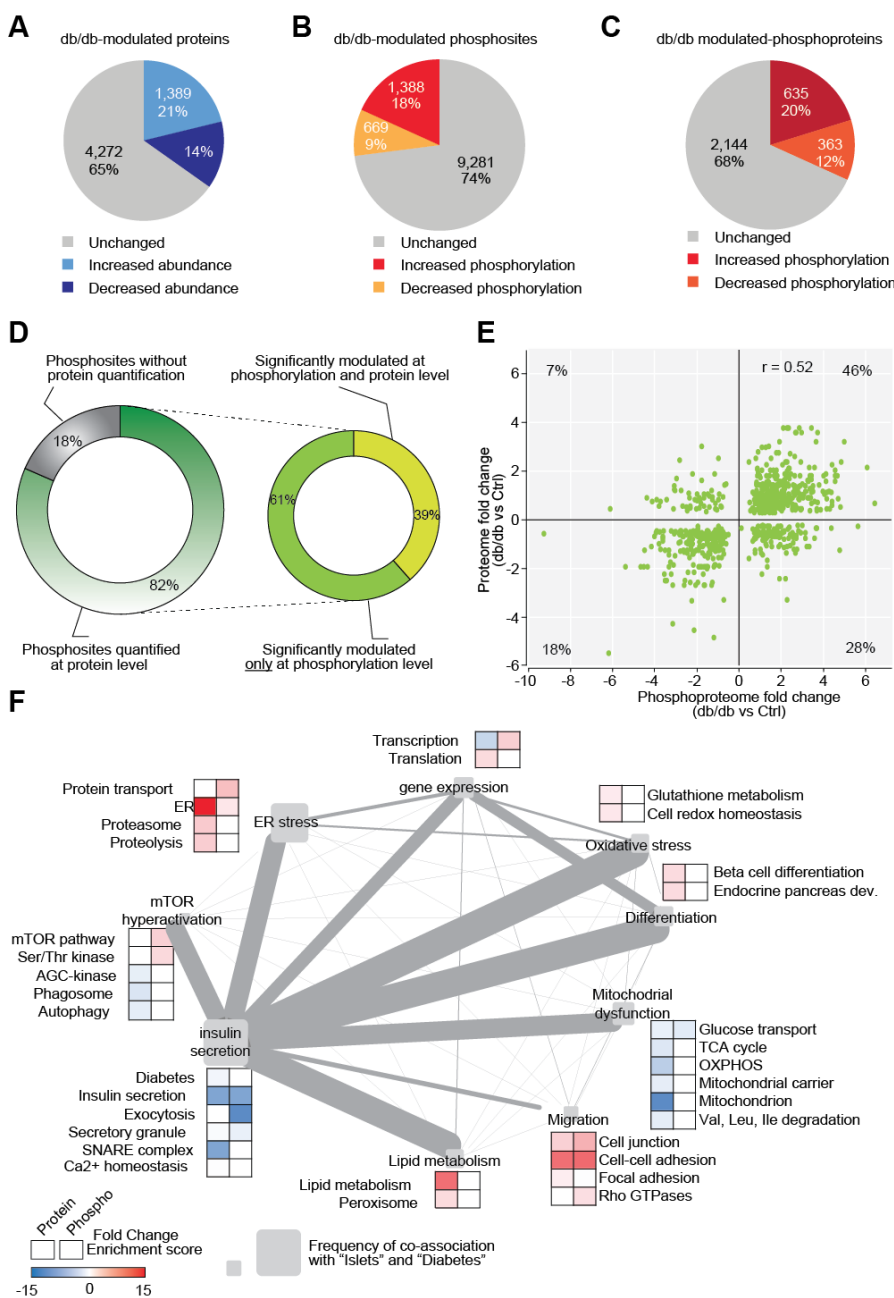 A
db/db-modulated proteins
1,389
21%
14%
4,272
65%
Unchanged
Increased abundance
Decreased abundance
B
db/db-modulated phosphosites
1,388
18%
669
9%
9,281
74%
Unchanged
Increased phosphorylation
Decreased phosphorylation
C
db/db modulated-phosphoproteins
635
20%
363
12%
2,144
68%
Unchanged
Increased phosphorylation
Decreased phosphorylation
D
Phosphosites without
protein quantification
18%
82%
Phosphosites quantified
at protein level
Significantly modulated at
phosphorylation and protein level
61%
39%
Significantly modulated
only at phosphorylation level
E
7%
r = 0.52
46%
18%
28%
6
4
2
0
-2
-4
-6
Proteome fold change
(db/db vs Ctrl)
-10
-8
-6
-4
-2
0
2
4
6
Phosphoproteome fold change
(db/db vs Ctrl)
F
Transcription
Translation
gene expression
Protein transport
ER
Proteasome
Proteolysis
ER stress
Glutathione metabolism
Cell redox homeostasis
Oxidative stress
Beta cell differentiation
Endocrine pancreas dev.
Differentiation
mTOR
hyperactivation
mTOR pathway
Ser/Thr kinase
AGC-kinase
Phagosome
Autophagy
Mitochodrial
dysfunction
Glucose transport
TCA cycle
OXPHOS
Mitochondrial carrier
Mitochondrion
Val, Leu, Ile degradation
insulin
secretion
Diabetes
Insulin secretion
Exocytosis
Secretory granule
SNARE complex
Ca2+ homeostasis
Migration
Cell junction
Cell-cell adhesion
Focal adhesion
Rho GTPases
Lipid metabolism
Lipid metabolism
Peroxisome
Protein
Phospho
Fold Change
Enrichment score
-15
0
15
Frequency of co-association
with “Islets” and “Diabetes”